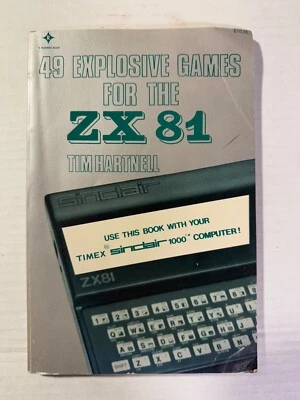 49 EXPLOSIVE GAMES
FOR THE
ZX 81
TIM HARTNELL
sinclair
USE THIS BOOK WITH YOUR
TIMEX® sinclair 1000™ COMPUTER!
ZX81